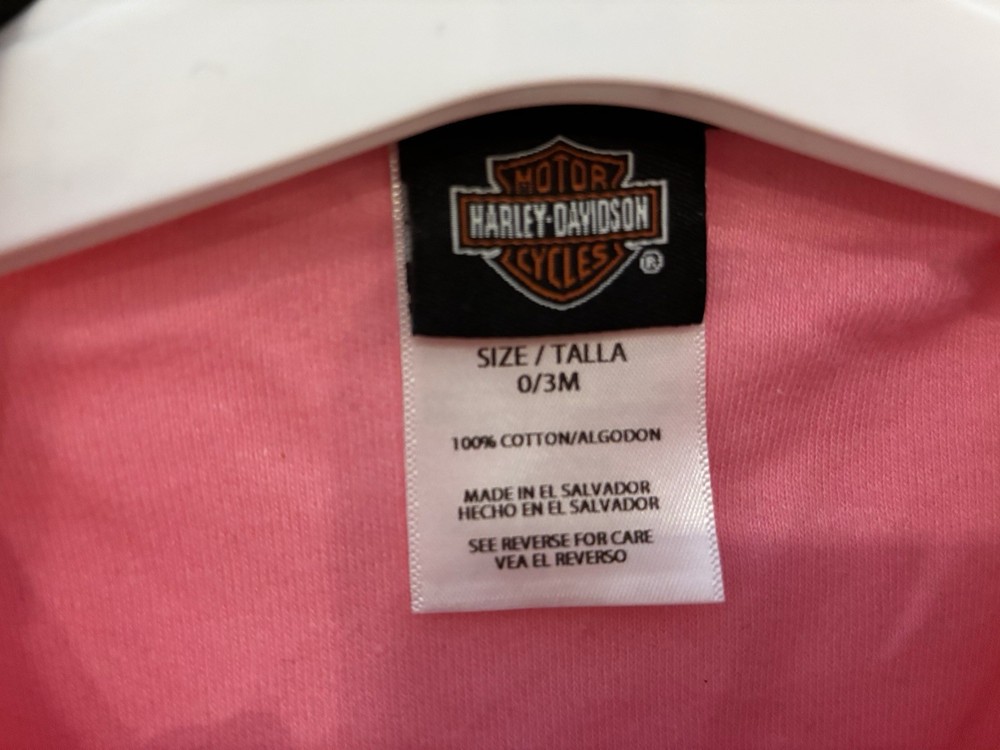 MOTOR
HARLEY-DAVIDSON
CYCLES
®
SIZE / TALLA
0/3M
100% COTTON/ALGODON
MADE IN EL SALVADOR
HECHO EN EL SALVADOR
SEE REVERSE FOR CARE
VEA EL REVERSO